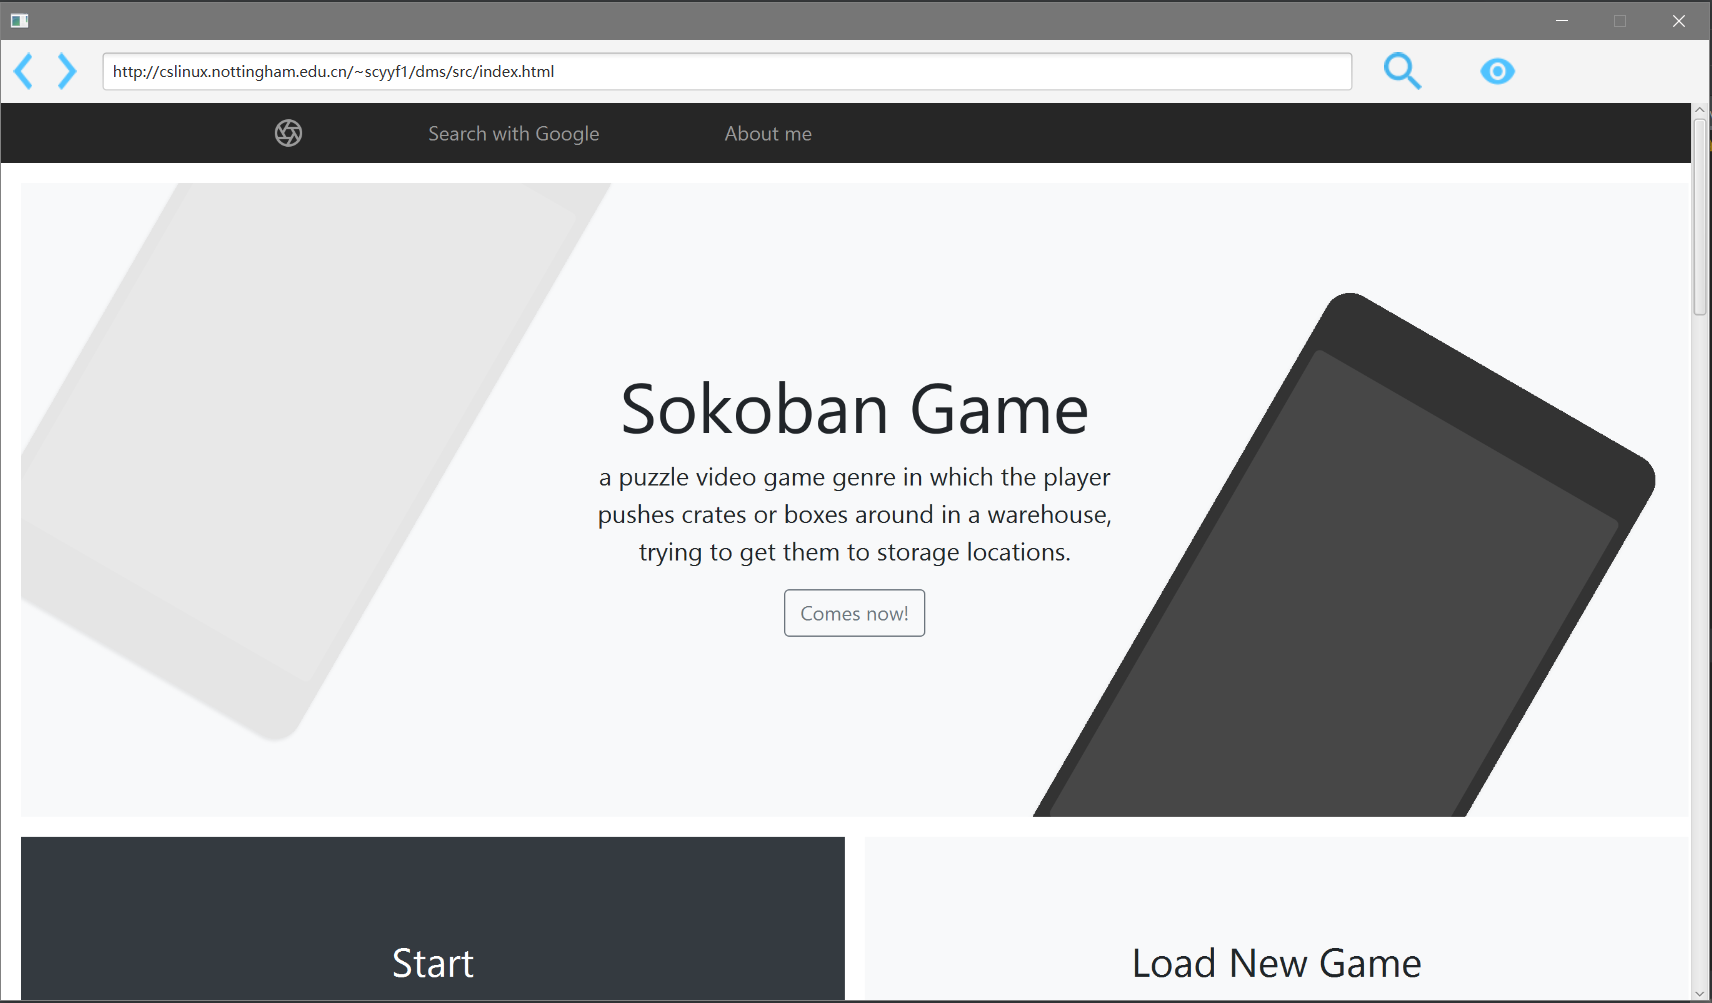 http://cslinux.nottingham.edu.cn/~scyyf1/dms/src/index.html
Search with Google
About me
Sokoban Game
a puzzle video game genre in which the player
pushes crates or boxes around in a warehouse,
trying to get them to storage locations.
Comes now!
Start
Load New Game